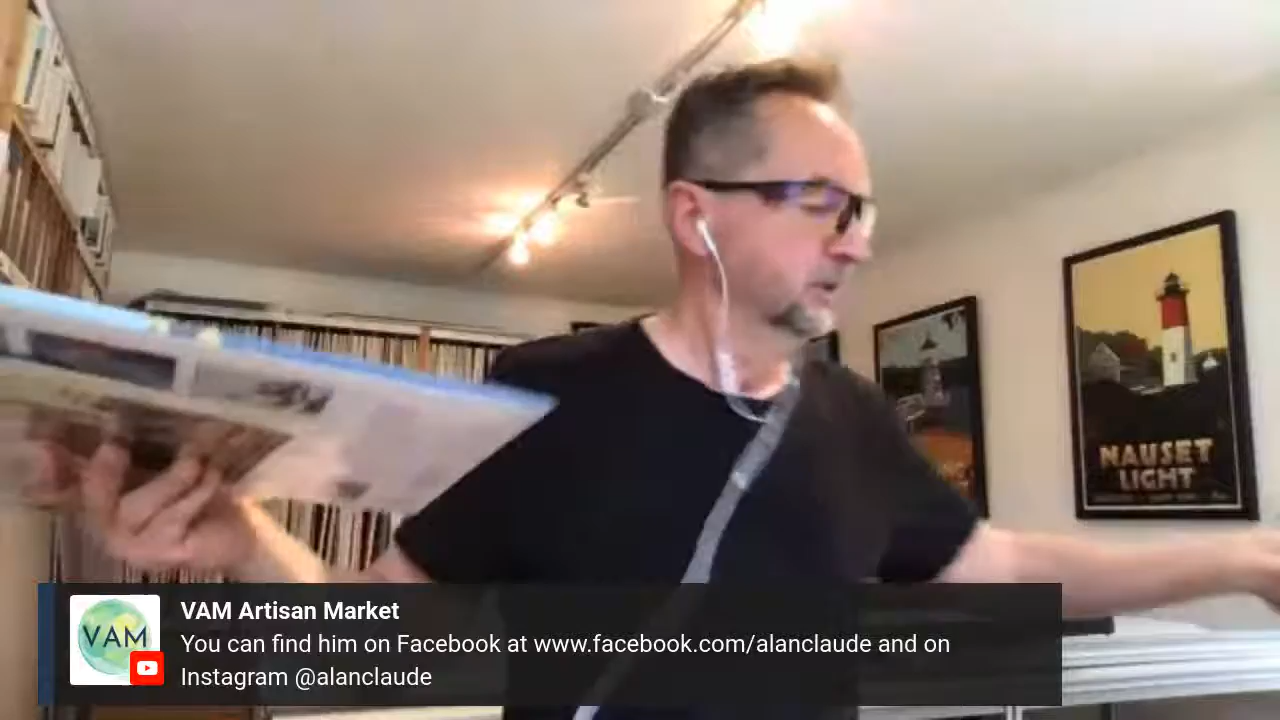 NAUSET
LIGHT
VAM
VAM Artisan Market
You can find him on Facebook at www.facebook.com/alanclaude and on
Instagram @alanclaude